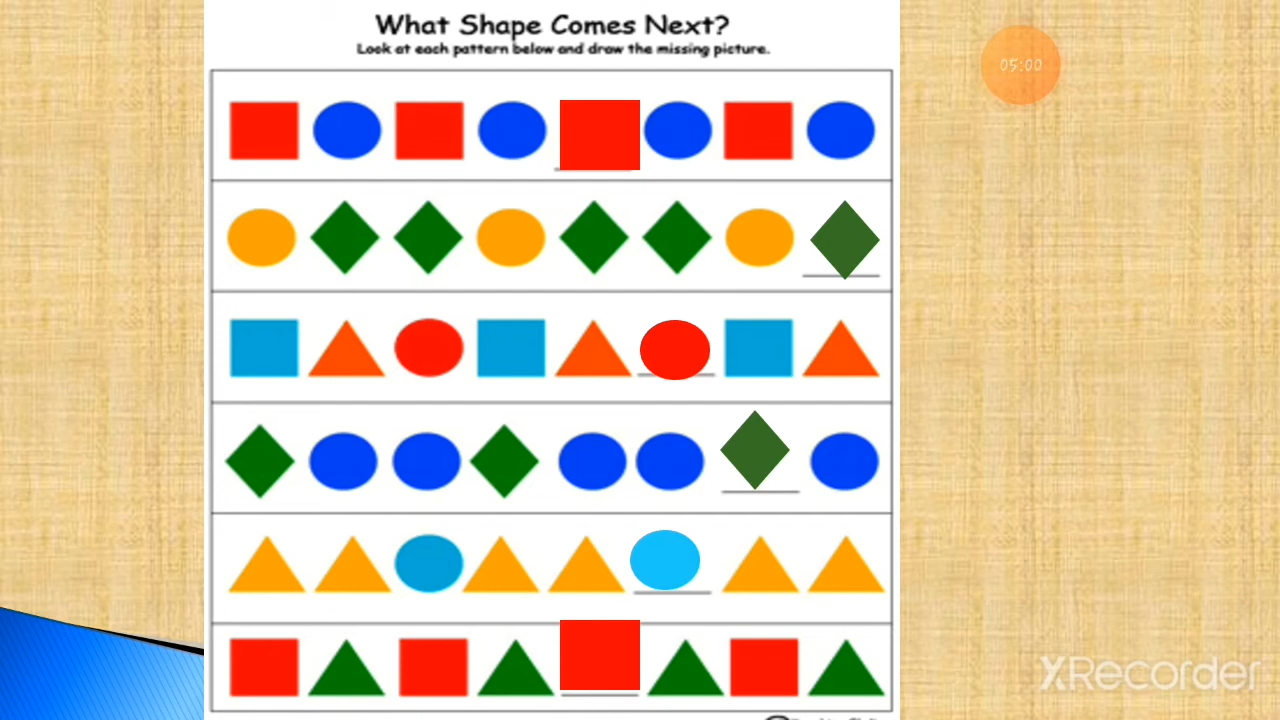 What Shape Comes Next?
Look at each pattern below and draw the missing picture.
05:00
XRecorder